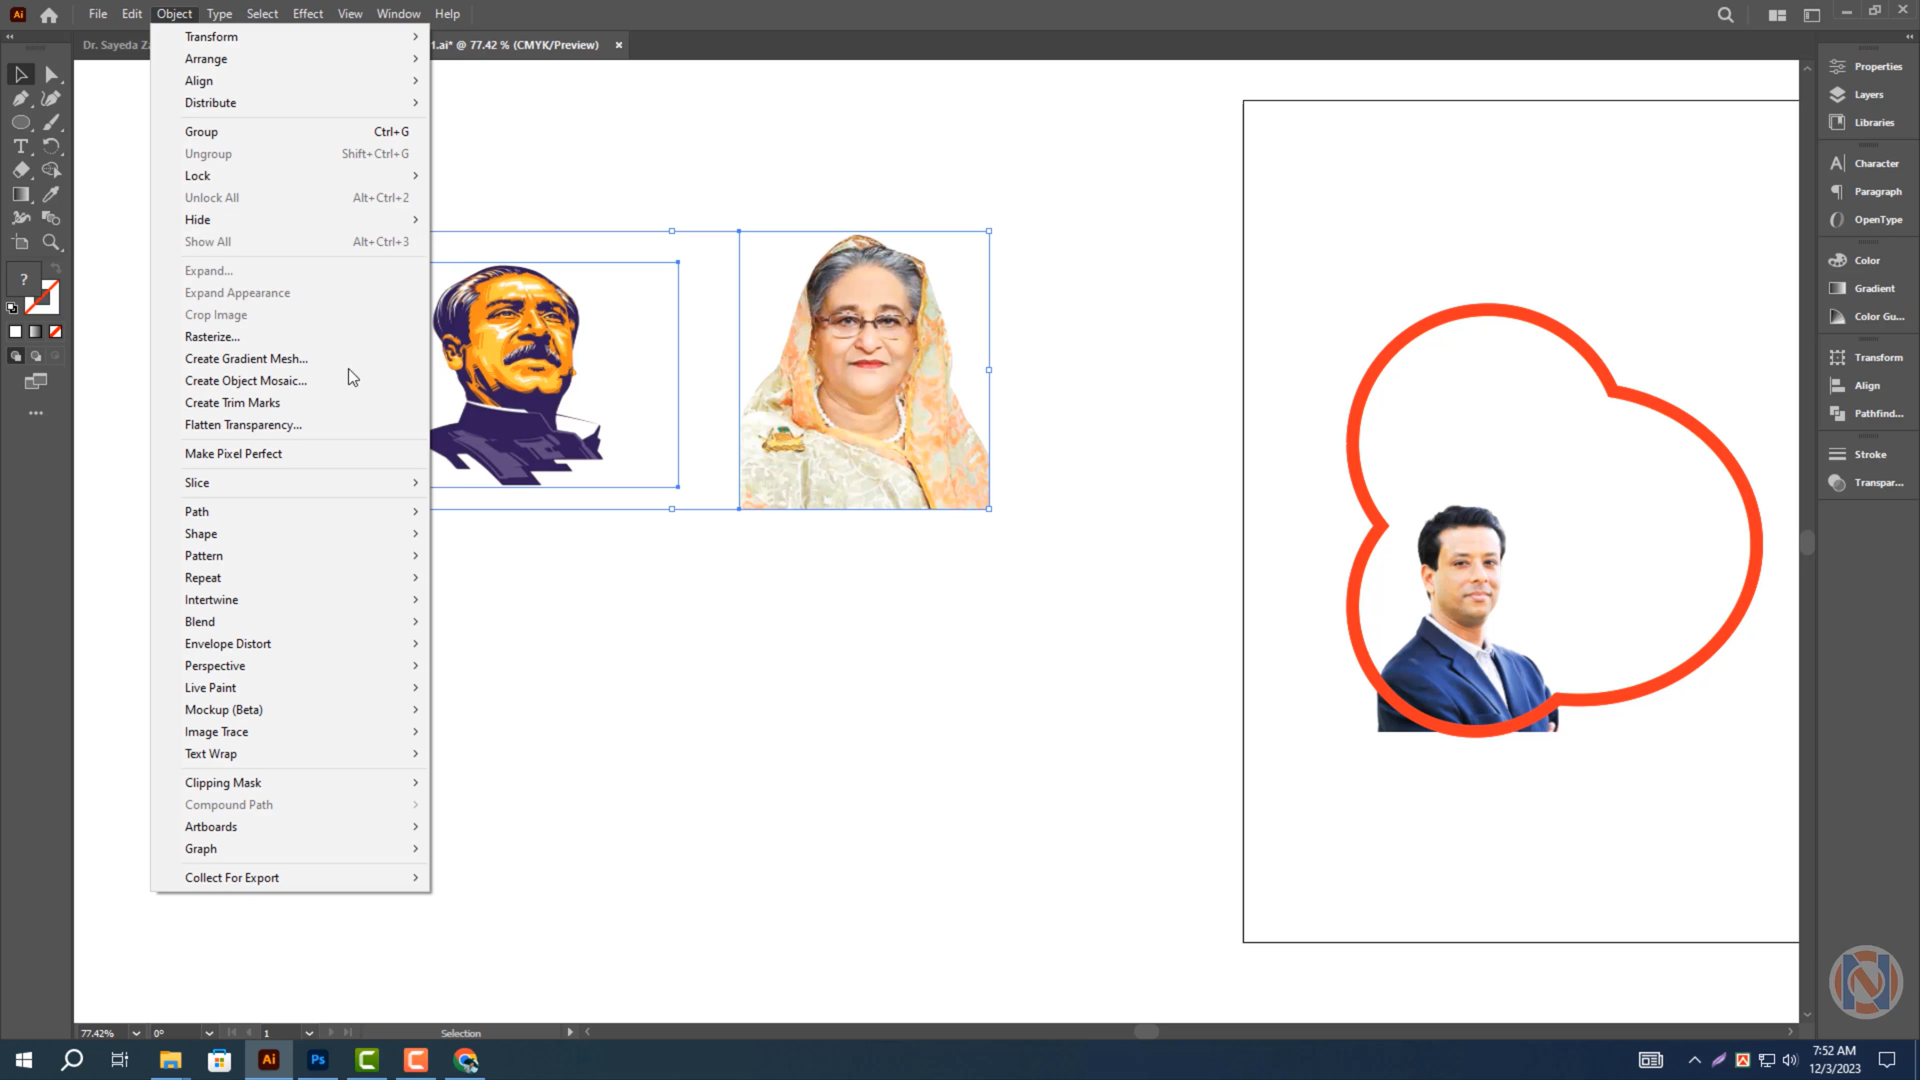 Ai File Edit Object Type Select Effect View Window Help
Dr. Sayeda Za
1.ai* @ 77.42 % (CMYK/Preview) ×
Transform
Arrange
Align
Distribute
Group Ctrl+G
Ungroup Shift+Ctrl+G
Lock
Unlock All Alt+Ctrl+2
Hide
Show All Alt+Ctrl+3
Expand...
Expand Appearance
Crop Image
Rasterize...
Create Gradient Mesh...
Create Object Mosaic...
Create Trim Marks
Flatten Transparency...
Make Pixel Perfect
Slice
Path
Shape
Pattern
Repeat
Intertwine
Blend
Envelope Distort
Perspective
Live Paint
Mockup (Beta)
Image Trace
Text Wrap
Clipping Mask
Compound Path
Artboards
Graph
Collect For Export
?
Properties
Layers
Libraries
Character
Paragraph
OpenType
Color
Gradient
Color Gu...
Transform
Align
Pathfind...
Stroke
Transpar...
77.42% 0° 1 Selection
Ai Ps
7:52 AM
12/3/2023